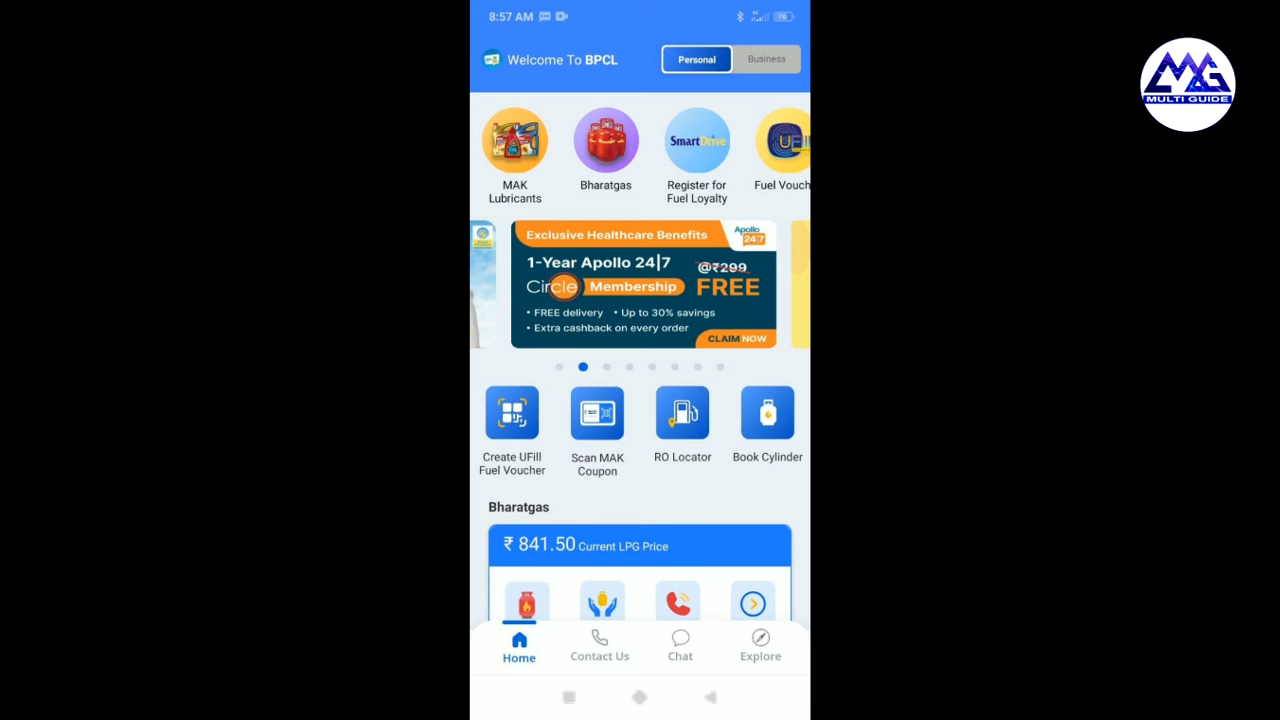 8:57 AM
4G
76
Welcome To BPCL
Personal
Business
MULTI GUIDE
SmartDrive
MAK
Lubricants
Bharatgas
Register for
Fuel Loyalty
Fuel Vouch
Exclusive Healthcare Benefits
Apollo
24|7
1-Year Apollo 24|7
@₹299
Circle Membership
FREE
• FREE delivery • Up to 30% savings
• Extra cashback on every order
CLAIM NOW
Create UFill
Fuel Voucher
Scan MAK
Coupon
RO Locator
Book Cylinder
Bharatgas
₹ 841.50 Current LPG Price
Home
Contact Us
Chat
Explore